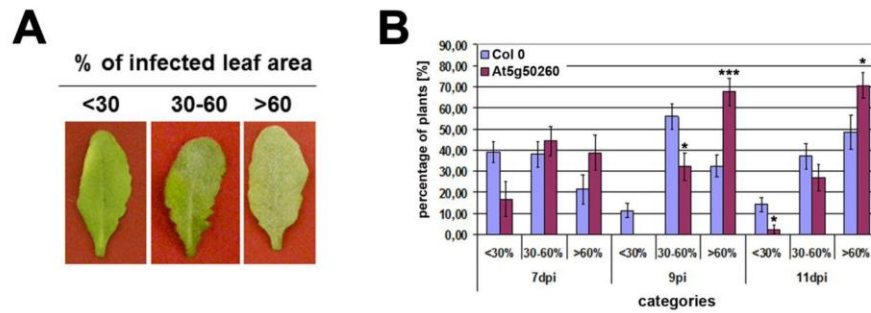 A
% of infected leaf area
<30 30-60 >60
B
percentage of plants [%]
90,00
80,00
70,00
60,00
50,00
40,00
30,00
20,00
10,00
0,00
Col 0
At5g50260
* *** * *
<30% 30-60% >60% <30% 30-60% >60% <30% 30-60% >60%
7dpi 9pi 11dpi
categories